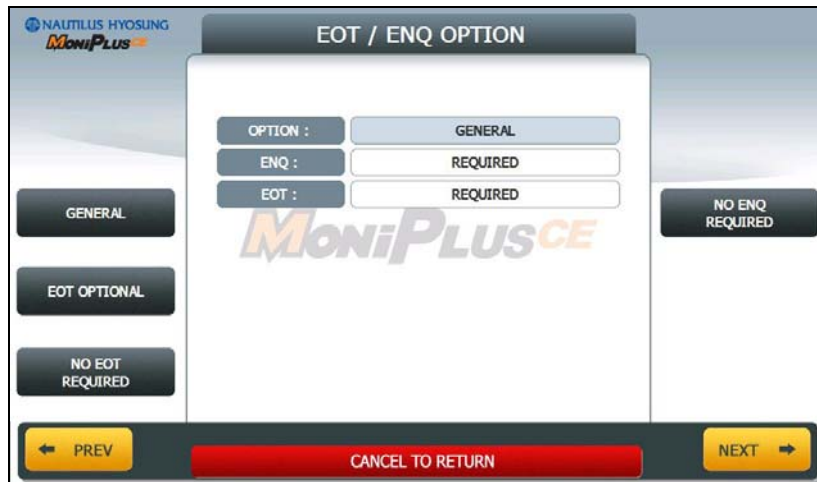 NAUTILUS HYOSUNG
MONIPLUSCE
EOT / ENQ OPTION
OPTION : GENERAL
ENQ : REQUIRED
EOT : REQUIRED
MONIPLUSCE
GENERAL
EOT OPTIONAL
NO EOT
REQUIRED
NO ENQ
REQUIRED
PREV
CANCEL TO RETURN
NEXT